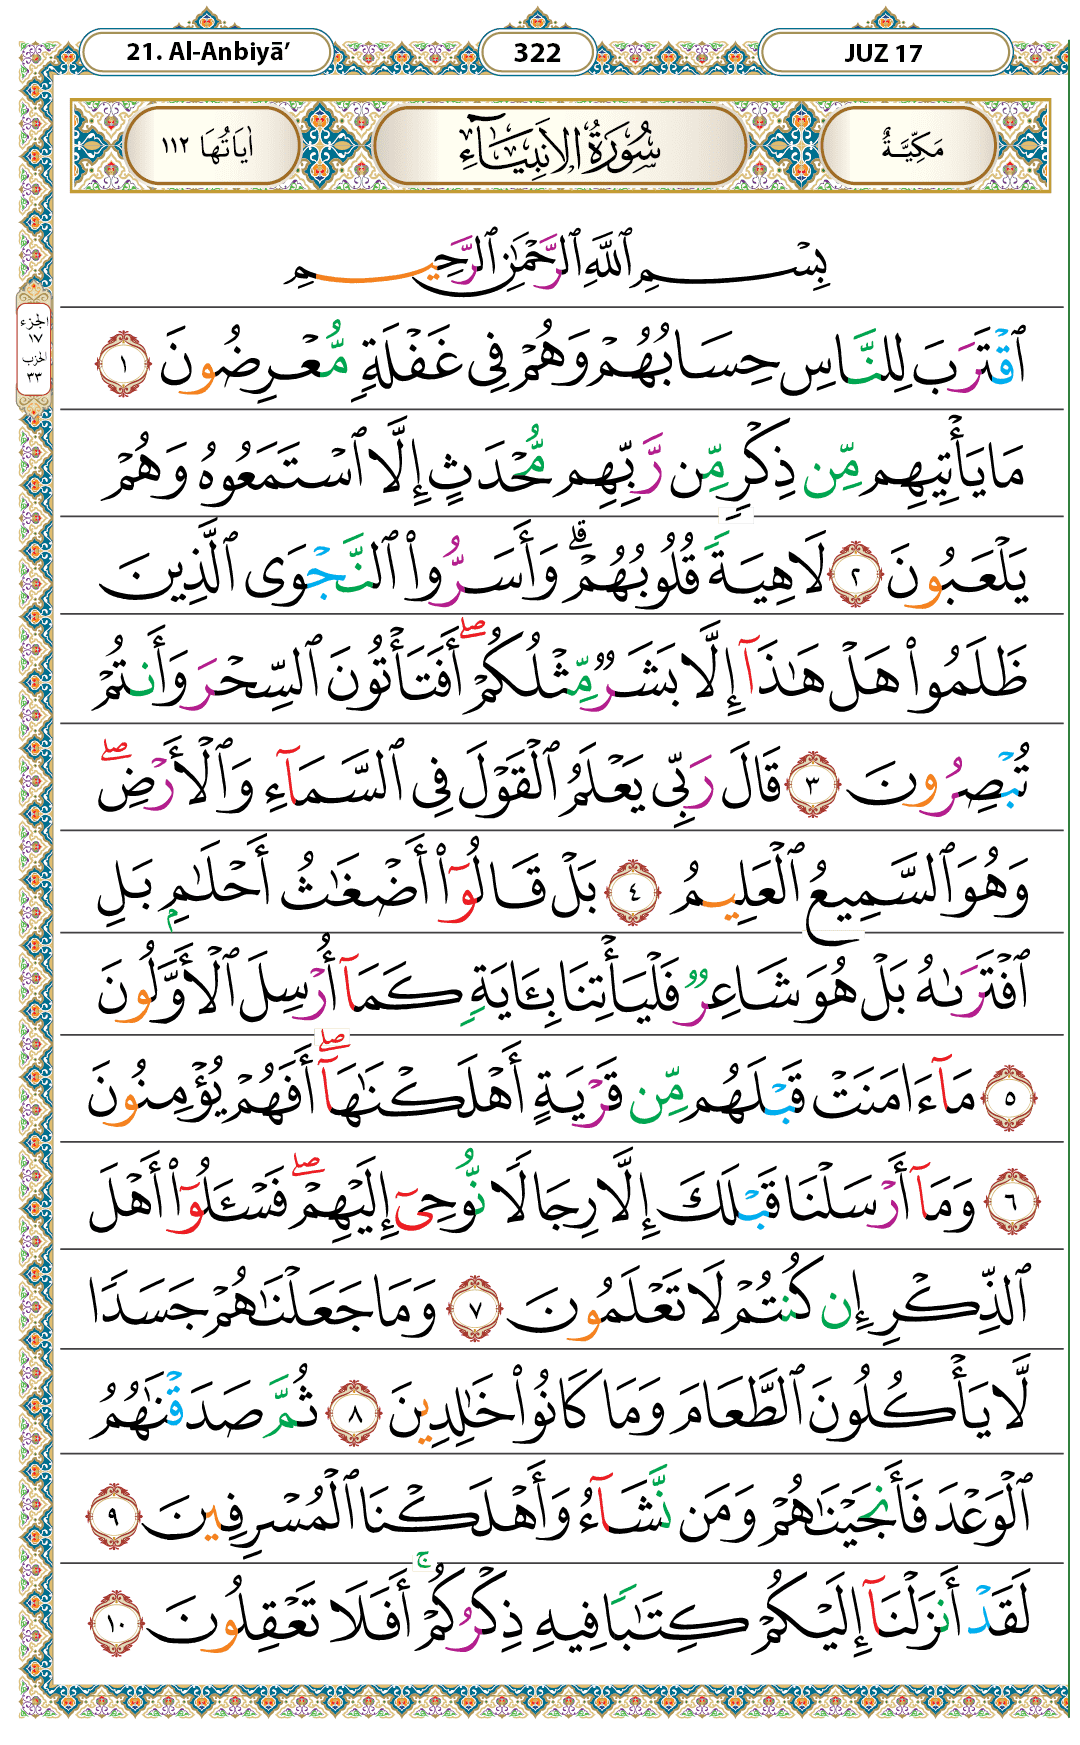 21. Al-Anbiyā’ 322 JUZ 17
مَكِّيَّةٌ سُورَةُ الأَنبِيَاءِ اٰيَاتُهَا ١١٢
بِسْمِ ٱللَّهِ ٱلرَّحْمَٰنِ ٱلرَّحِيمِ
الجزء
١٧
الحزب
٣٣
ٱقْتَرَبَ لِلنَّاسِ حِسَابُهُمْ وَهُمْ فِى غَفْلَةٍ مُّعْرِضُونَ ١
مَا يَأْتِيهِم مِّن ذِكْرٍ مِّن رَّبِّهِم مُّحْدَثٍ إِلَّا ٱسْتَمَعُوهُ وَهُمْ
يَلْعَبُونَ ٢ لَاهِيَةً قُلُوبُهُمْ ۗ وَأَسَرُّوا۟ ٱلنَّجْوَى ٱلَّذِينَ
ظَلَمُوا۟ هَلْ هَٰذَآ إِلَّا بَشَرٌ مِّثْلُكُمْ ۖ أَفَتَأْتُونَ ٱلسِّحْرَ وَأَنتُمْ
تُبْصِرُونَ ٣ قَالَ رَبِّى يَعْلَمُ ٱلْقَوْلَ فِى ٱلسَّمَآءِ وَٱلْأَرْضِ ۖ
وَهُوَ ٱلسَّمِيعُ ٱلْعَلِيمُ ٤ بَلْ قَالُوٓا۟ أَضْغَٰثُ أَحْلَٰمٍۭ بَلِ
ٱفْتَرَىٰهُ بَلْ هُوَ شَاعِرٌ فَلْيَأْتِنَا بِـَٔايَةٍ كَمَآ أُرْسِلَ ٱلْأَوَّلُونَ
٥ مَآ ءَامَنَتْ قَبْلَهُم مِّن قَرْيَةٍ أَهْلَكْنَٰهَآ ۖ أَفَهُمْ يُؤْمِنُونَ
٦ وَمَآ أَرْسَلْنَا قَبْلَكَ إِلَّا رِجَالًا نُّوحِىٓ إِلَيْهِمْ ۖ فَسْـَٔلُوٓا۟ أَهْلَ
ٱلذِّكْرِ إِن كُنتُمْ لَا تَعْلَمُونَ ٧ وَمَا جَعَلْنَٰهُمْ جَسَدًا
لَّا يَأْكُلُونَ ٱلطَّعَامَ وَمَا كَانُوا۟ خَٰلِدِينَ ٨ ثُمَّ صَدَقْنَٰهُمُ
ٱلْوَعْدَ فَأَنجَيْنَٰهُمْ وَمَن نَّشَآءُ وَأَهْلَكْنَا ٱلْمُسْرِفِينَ ٩
لَقَدْ أَنزَلْنَآ إِلَيْكُمْ كِتَٰبًا فِيهِ ذِكْرُكُمْ ۚ أَفَلَا تَعْقِلُونَ ١٠